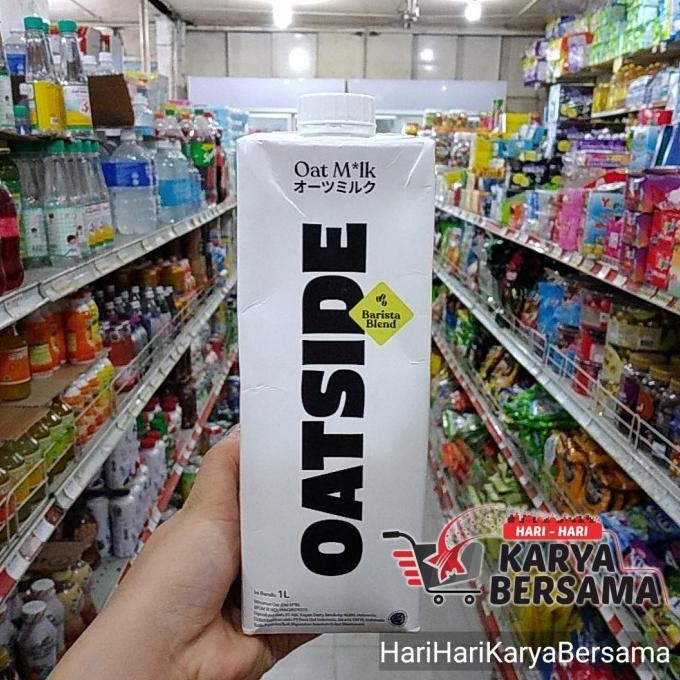 Oat M*lk
オーツミルク
OATSIDE
Barista
Blend
1L
HARI - HARI
KARYA
BERSAMA
HariHariKaryaBersama